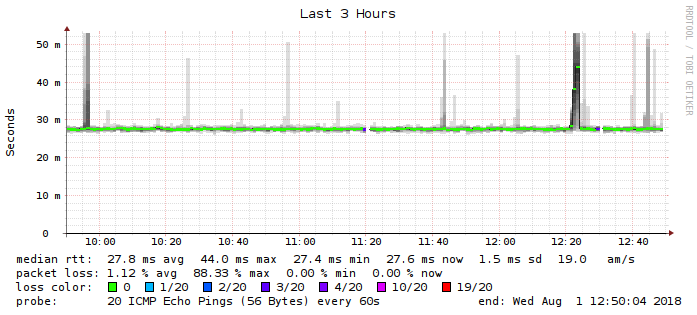 Last 3 Hours
RRDTOOL / TOBI OETIKER
Seconds
50 m
40 m
30 m
20 m
10 m
0
10:00 10:20 10:40 11:00 11:20 11:40 12:00 12:20 12:40
median rtt: 27.8 ms avg 44.0 ms max 27.4 ms min 27.6 ms now 1.5 ms sd 19.0 am/s
packet loss: 1.12 % avg 88.33 % max 0.00 % min 0.00 % now
loss color: 0 1/20 2/20 3/20 4/20 10/20 19/20
probe: 20 ICMP Echo Pings (56 Bytes) every 60s end: Wed Aug 1 12:50:04 2018